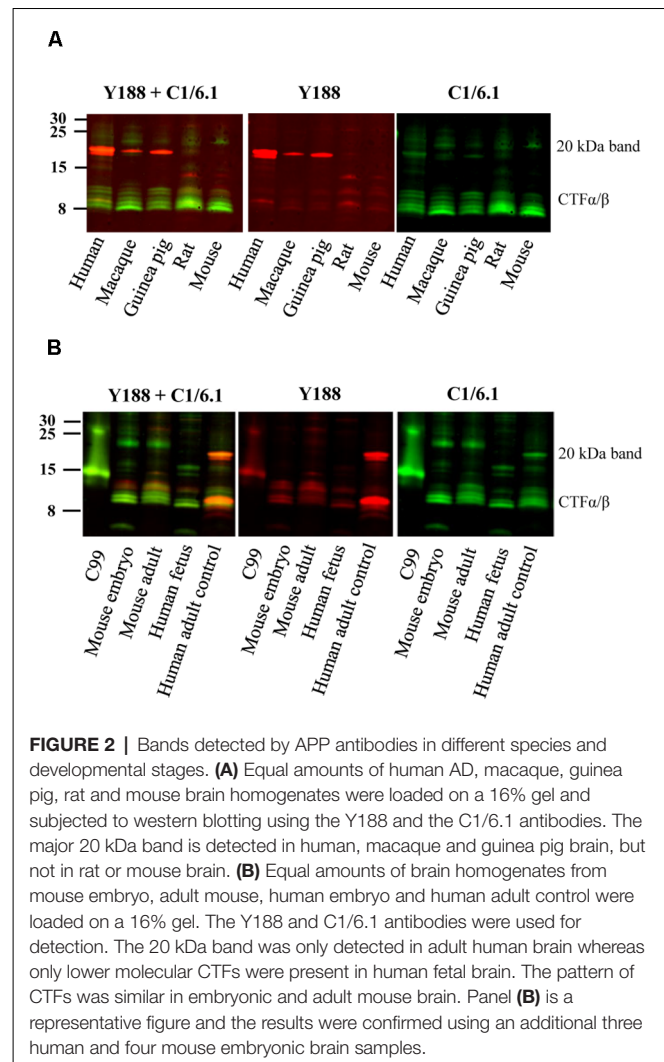 A
Y188 + C1/6.1 Y188 C1/6.1
30
25
15
8
20 kDa band
CTFα/β
Human Macaque Guinea pig Rat Mouse Human Macaque Guinea pig Rat Mouse Human Macaque Guinea pig Rat Mouse
B
Y188 + C1/6.1 Y188 C1/6.1
30
25
15
8
20 kDa band
CTFα/β
C99 Mouse embryo Mouse adult Human fetus Human adult control C99 Mouse embryo Mouse adult Human fetus Human adult control C99 Mouse embryo Mouse adult Human fetus Human adult control
FIGURE 2 | Bands detected by APP antibodies in different species and
developmental stages. (A) Equal amounts of human AD, macaque, guinea
pig, rat and mouse brain homogenates were loaded on a 16% gel and
subjected to western blotting using the Y188 and the C1/6.1 antibodies. The
major 20 kDa band is detected in human, macaque and guinea pig brain, but
not in rat or mouse brain. (B) Equal amounts of brain homogenates from
mouse embryo, adult mouse, human embryo and human adult control were
loaded on a 16% gel. The Y188 and C1/6.1 antibodies were used for
detection. The 20 kDa band was only detected in adult human brain whereas
only lower molecular CTFs were present in human fetal brain. The pattern of
CTFs was similar in embryonic and adult mouse brain. Panel (B) is a
representative figure and the results were confirmed using an additional three
human and four mouse embryonic brain samples.